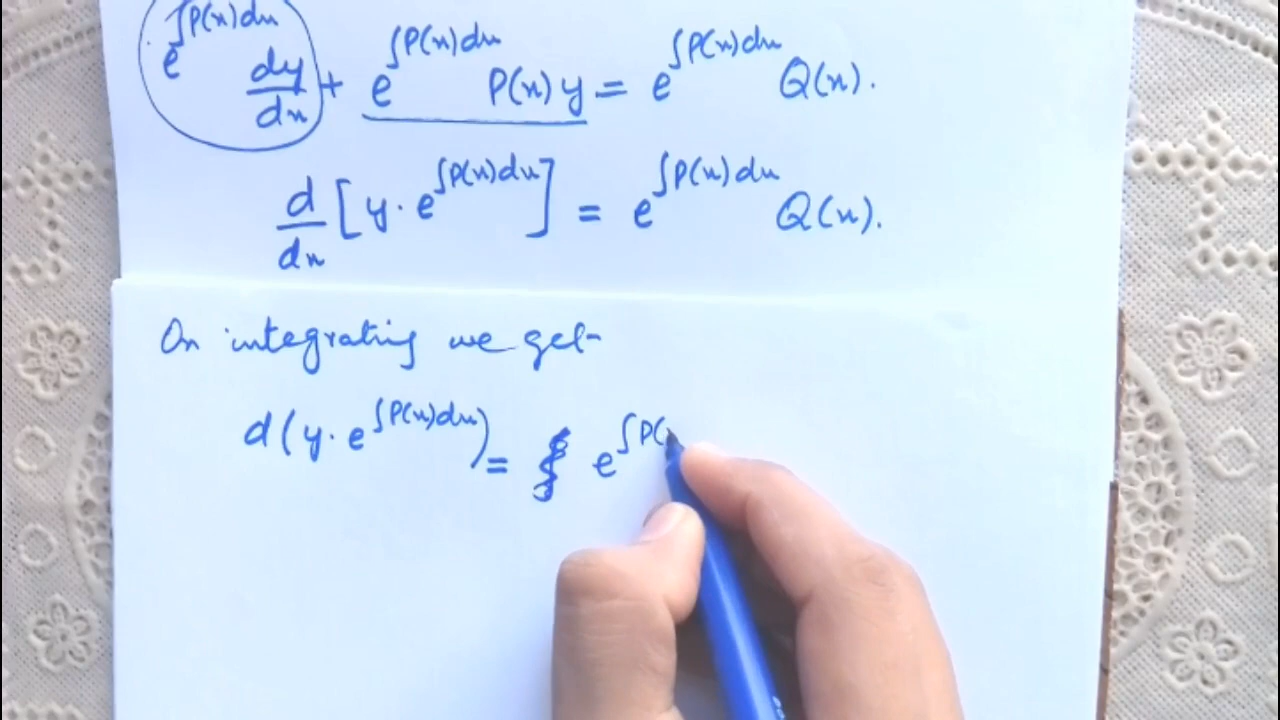 e^∫P(x)dx dy/dx + e^∫P(x)dx P(x) y = e^∫P(x)dx Q(x).
d/dx [y. e^∫P(x)dx] = e^∫P(x)dx Q(x).
On integrating we get-
d(y. e^∫P(x)dx) = e^∫P(